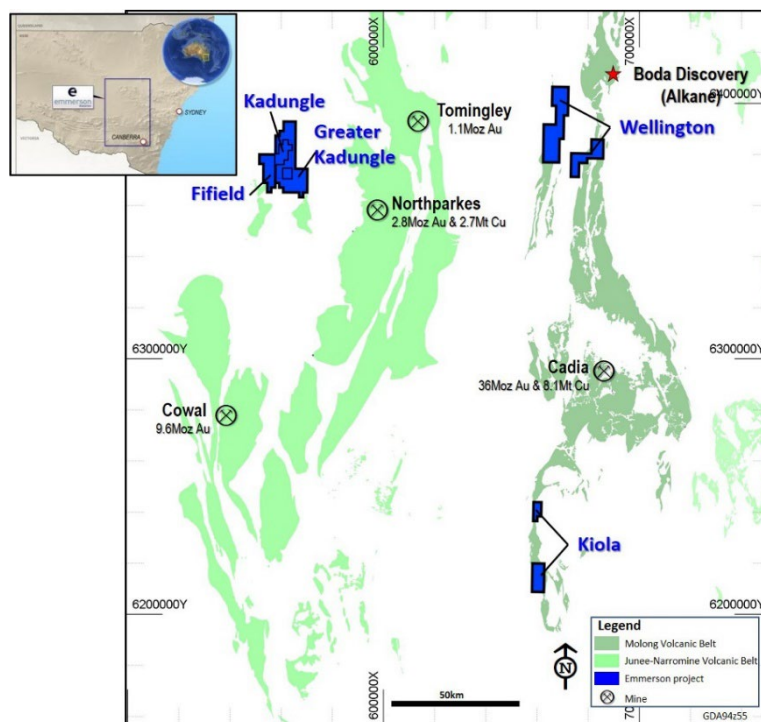 600000X
700000X
6400000Y
Boda Discovery
(Alkane)
emmerson
SYDNEY
CANBERRA
Kadungle
Greater
Kadungle
Fifield
Tomingley
1.1Moz Au
Wellington
Northparkes
2.8Moz Au & 2.7Mt Cu
6300000Y
6300000Y
Cadia
36Moz Au & 8.1Mt Cu
Cowal
9.6Moz Au
Kiola
6200000Y
6200000Y
Legend
Molong Volcanic Belt
Junee-Narromine Volcanic Belt
Emmerson project
Mine
N
50km
600000X
700000X
GDA94z55